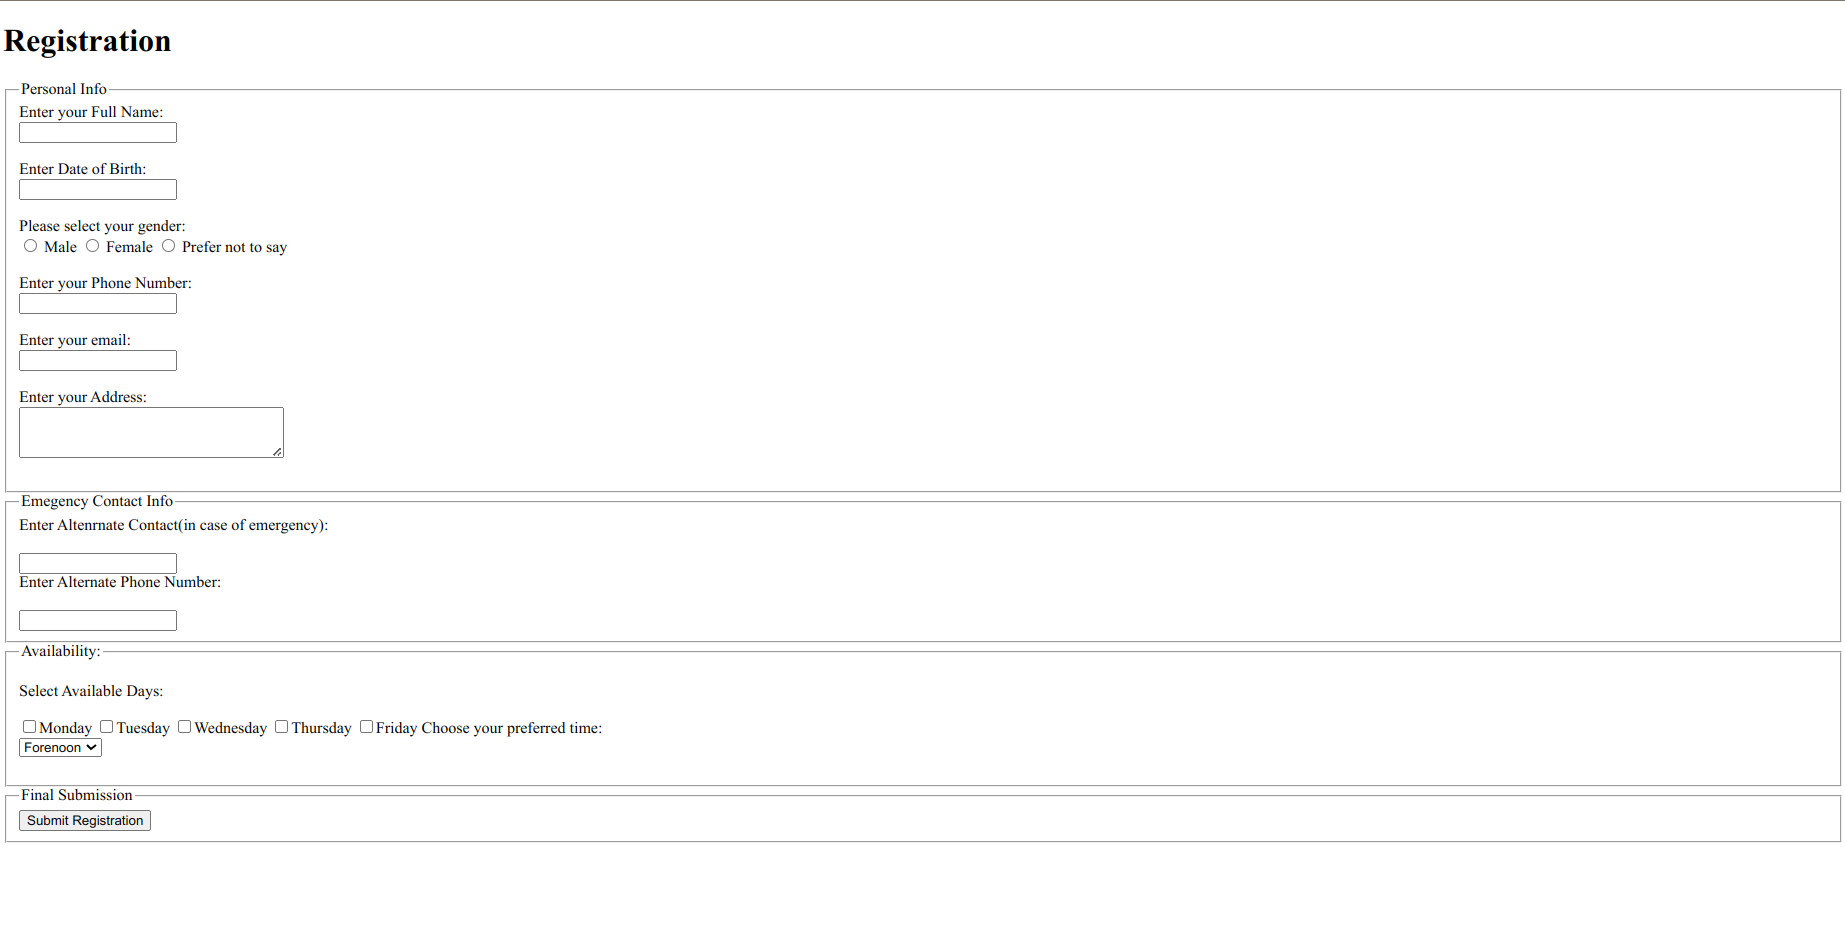 Registration
Personal Info
Enter your Full Name:
Enter Date of Birth:
Please select your gender:
Male Female Prefer not to say
Enter your Phone Number:
Enter your email:
Enter your Address:
Emegency Contact Info
Enter Altenrnate Contact(in case of emergency):
Enter Alternate Phone Number:
Availability:
Select Available Days:
Monday Tuesday Wednesday Thursday Friday Choose your preferred time:
Forenoon
Final Submission
Submit Registration